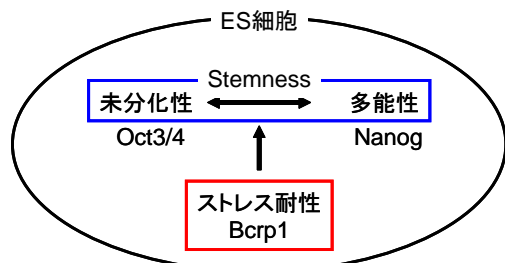 ES細胞
Stemness
未分化性 多能性
Oct3/4 Nanog
ストレス耐性
Bcrp1